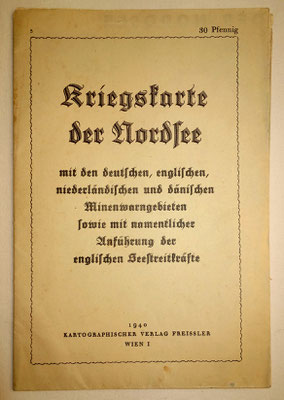 5
30 Pfennig
Kriegskarte
der Nordsee
mit den deutschen, englischen,
niederländischen und dänischen
Minenwarngebieten
sowie mit namentlicher
Anführung der
englischen Seestreitkräfte
1940
KARTOGRAPHISCHER VERLAG FREISSLER
WIEN I